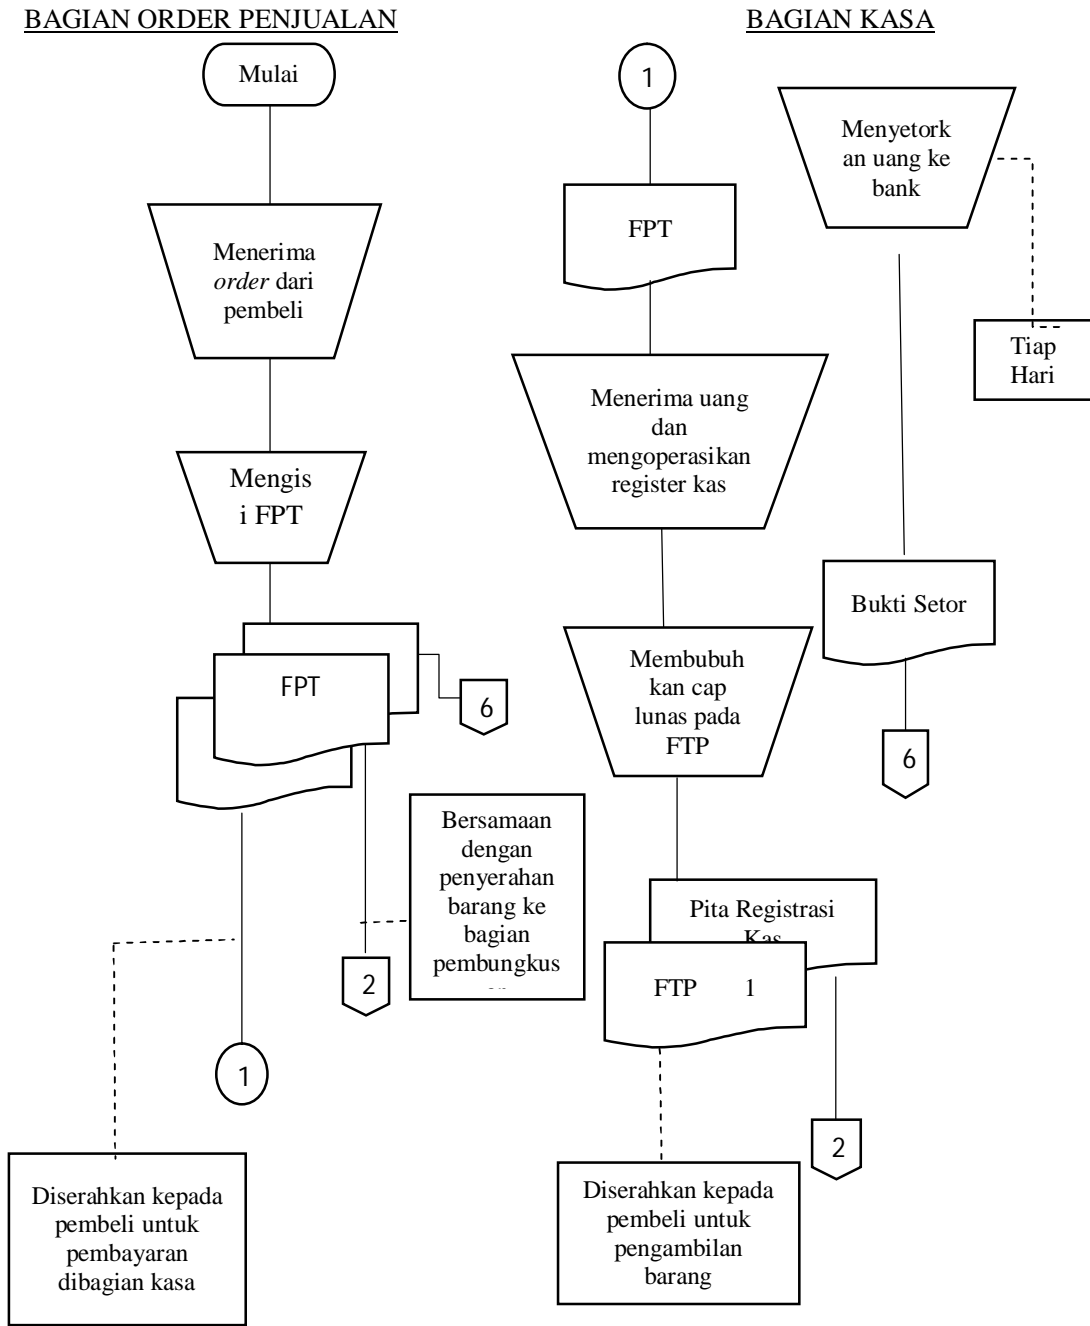 BAGIAN ORDER PENJUALAN
Mulai
Menerima
order dari
pembeli
Mengis
i FPT
FPT
6
Bersamaan
dengan
penyerahan
barang ke
bagian
pembungkus
2
1
Diserahkan kepada
pembeli untuk
pembayaran
dibagian kasa
BAGIAN KASA
1
FPT
Menerima uang
dan
mengoperasikan
register kas
Membubuh
kan cap
lunas pada
FTP
Pita Registrasi
Kas
FTP 1
2
Diserahkan kepada
pembeli untuk
pengambilan
barang
Menyetork
an uang ke
bank
Tiap
Hari
Bukti Setor
6